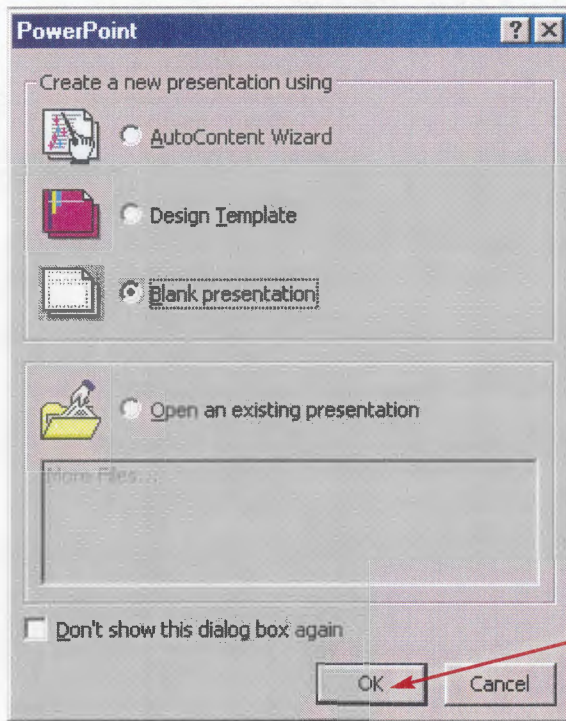 PowerPoint
Create a new presentation using
AutoContent Wizard
Design Template
Blank presentation
Open an existing presentation
More Files...
Don't show this dialog box again
OK Cancel